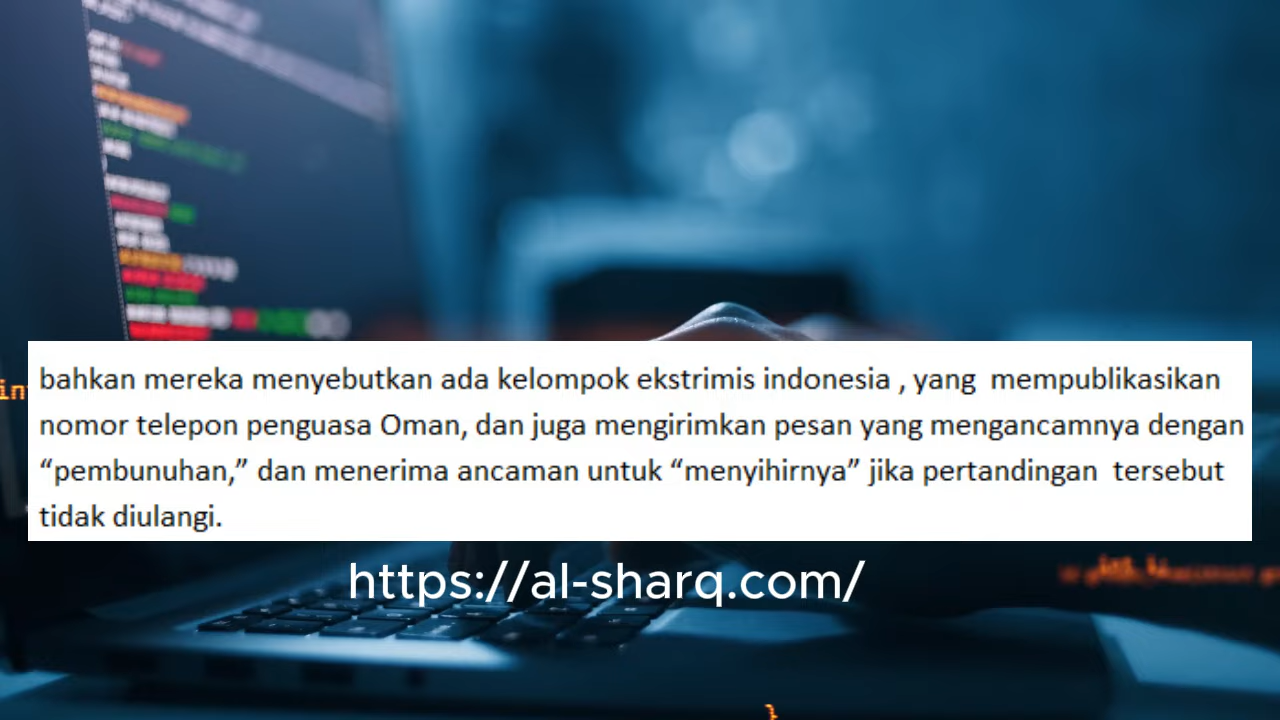 bahkan mereka menyebutkan ada kelompok ekstrimis indonesia , yang  mempublikasikan
nomor telepon penguasa Oman, dan juga mengirimkan pesan yang mengancamnya dengan
“pembunuhan,” dan menerima ancaman untuk “menyihirnya” jika pertandingan  tersebut
tidak diulangi.
https://al-sharq.com/
}